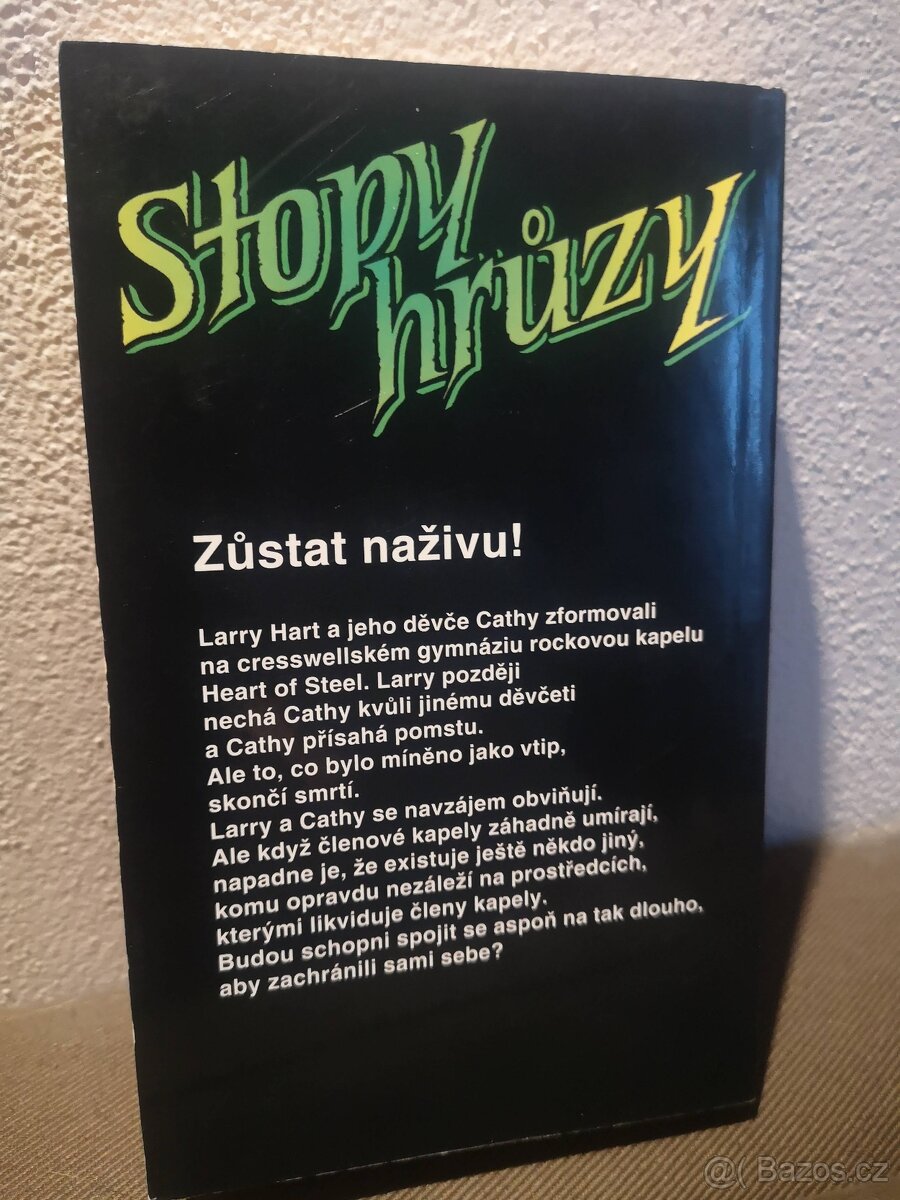 Stopy
hrůzy
Zůstat naživu!
Larry Hart a jeho děvče Cathy zformovali
na cresswellském gymnáziu rockovou kapelu
Heart of Steel. Larry později
nechá Cathy kvůli jinému děvčeti
a Cathy přísahá pomstu.
Ale to, co bylo míněno jako vtip,
skončí smrtí.
Larry a Cathy se navzájem obviňují.
Ale když členové kapely záhadně umírají,
napadne je, že existuje ještě někdo jiný,
komu opravdu nezáleží na prostředcích,
kterými likviduje členy kapely.
Budou schopni spojit se aspoň na tak dlouho,
aby zachránili sami sebe?
@( Bazos.cz